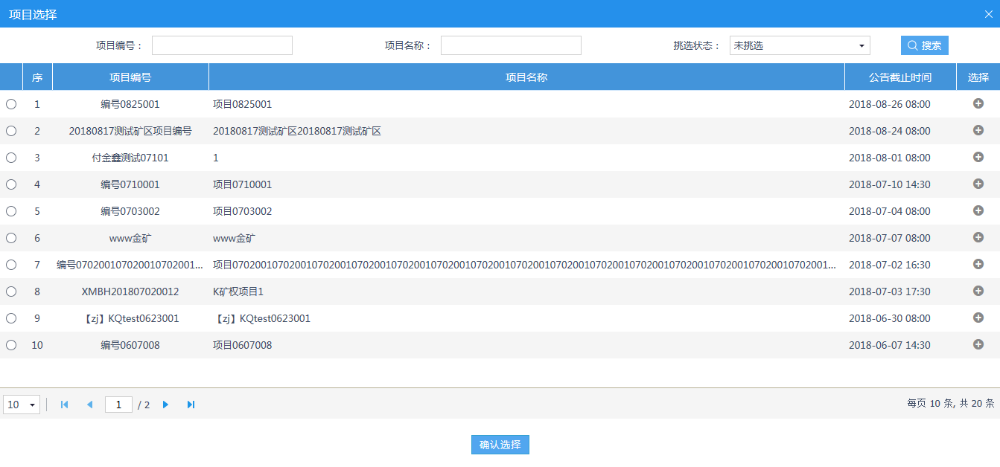 项目选择
项目编号： 项目名称： 挑选状态： 未挑选 搜索
序 项目编号 项目名称 公告截止时间 选择
1 编号0825001 项目0825001 2018-08-26 08:00
2 20180817测试矿区项目编号 20180817测试矿区20180817测试矿区 2018-08-24 08:00
3 付金鑫测试07101 1 2018-08-01 08:00
4 编号0710001 项目0710001 2018-07-10 14:30
5 编号0703002 项目0703002 2018-07-04 08:00
6 www金矿 www金矿 2018-07-07 08:00
7 编号070200107020010702001... 项目0702001070200107020010702001070200107020010702001070200107020010702001070200107020010702001070200107020010702001... 2018-07-02 16:30
8 XMBH201807020012 K矿权项目1 2018-07-03 17:30
9 【zj】KQtest0623001 【zj】KQtest0623001 2018-06-30 08:00
10 编号0607008 项目0607008 2018-06-07 14:30
10 1 / 2 每页 10 条, 共 20 条
确认选择